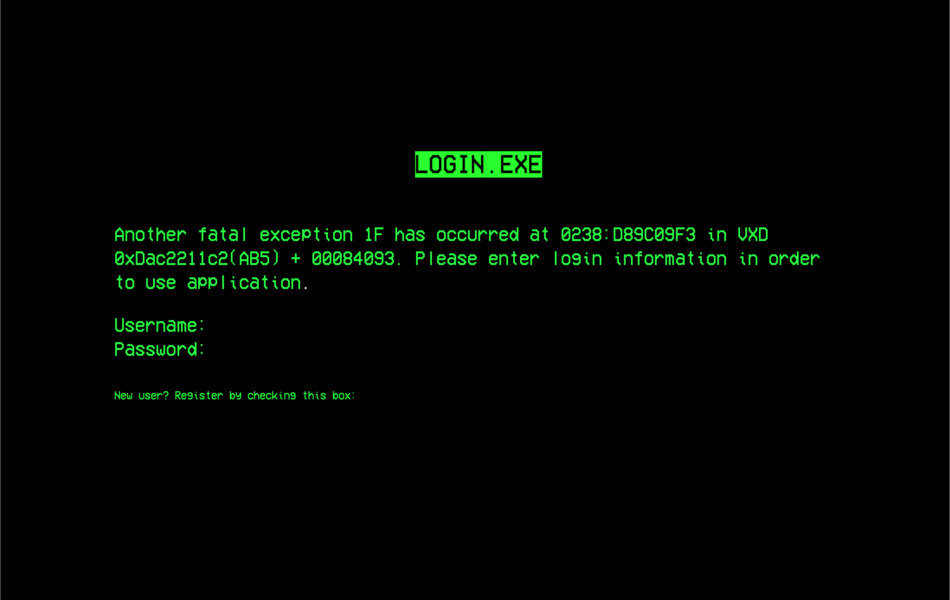 LOGIN.EXE
Another fatal exception 1F has occurred at 0238:D89C09F3 in VXD
0xDac2211c2(AB5) + 00084093. Please enter login information in order
to use application.
Username:
Password:
New user? Register by checking this box: